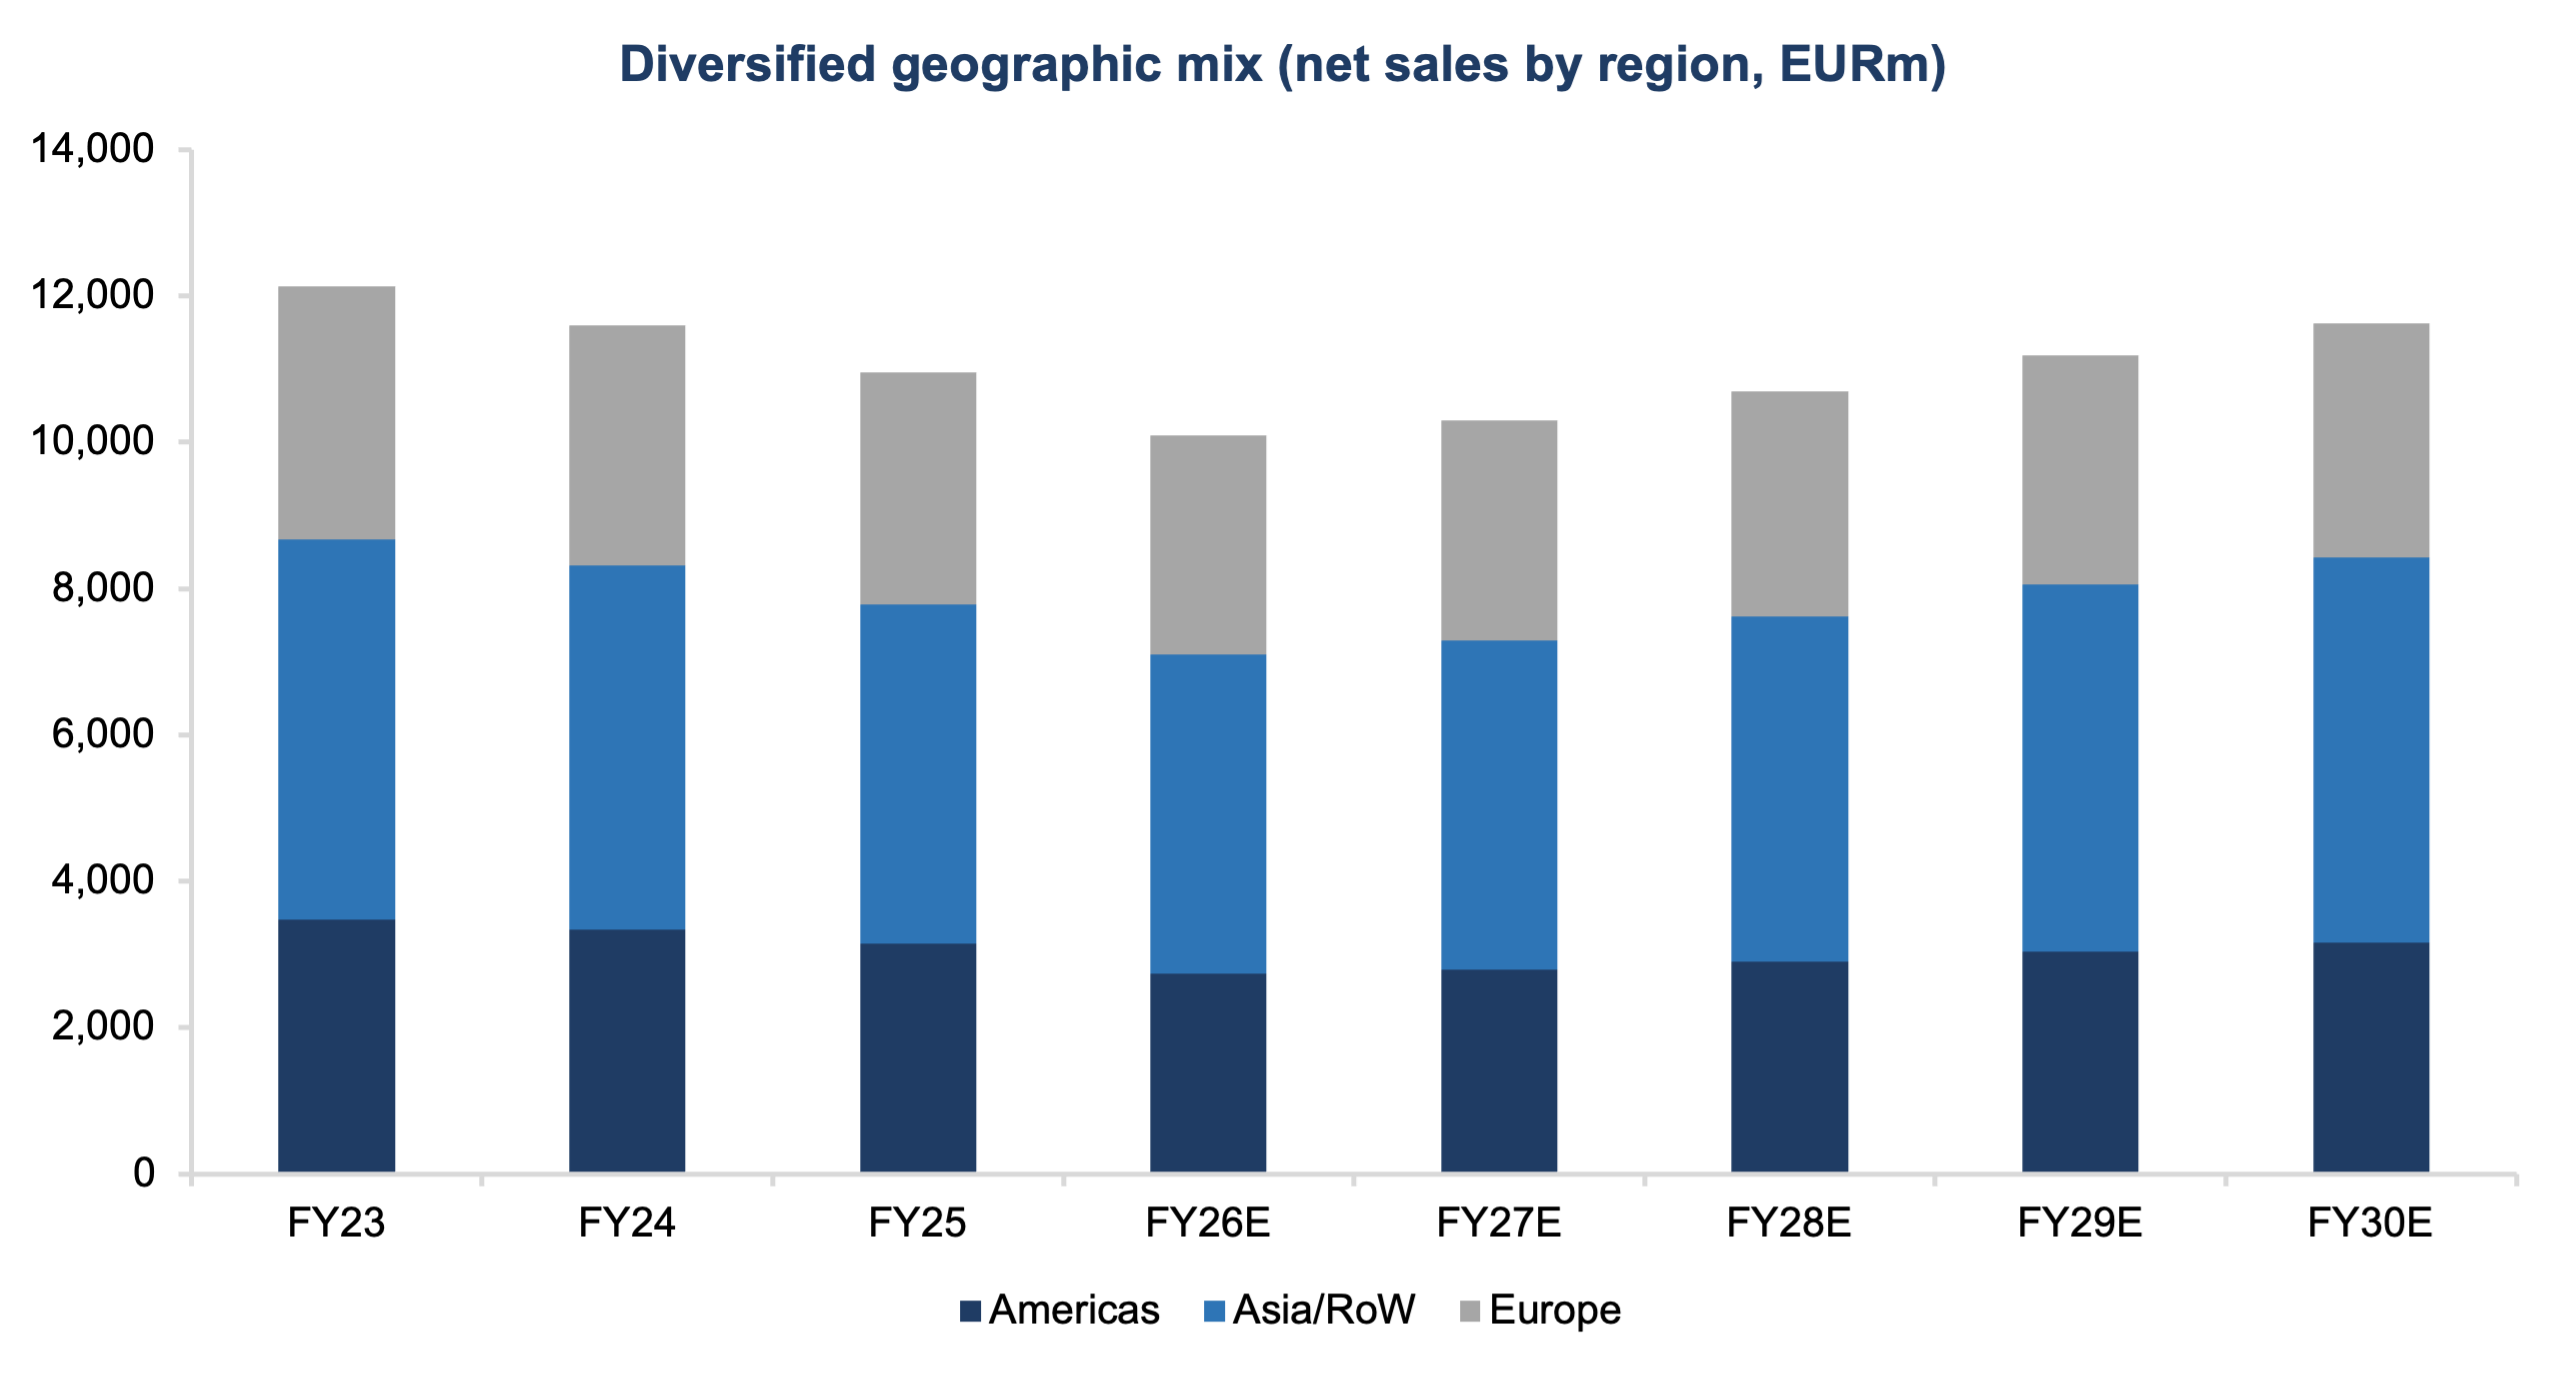 Diversified geographic mix (net sales by region, EURm)
14,000
12,000
10,000
8,000
6,000
4,000
2,000
0
FY23 FY24 FY25 FY26E FY27E FY28E FY29E FY30E
Americas Asia/RoW Europe